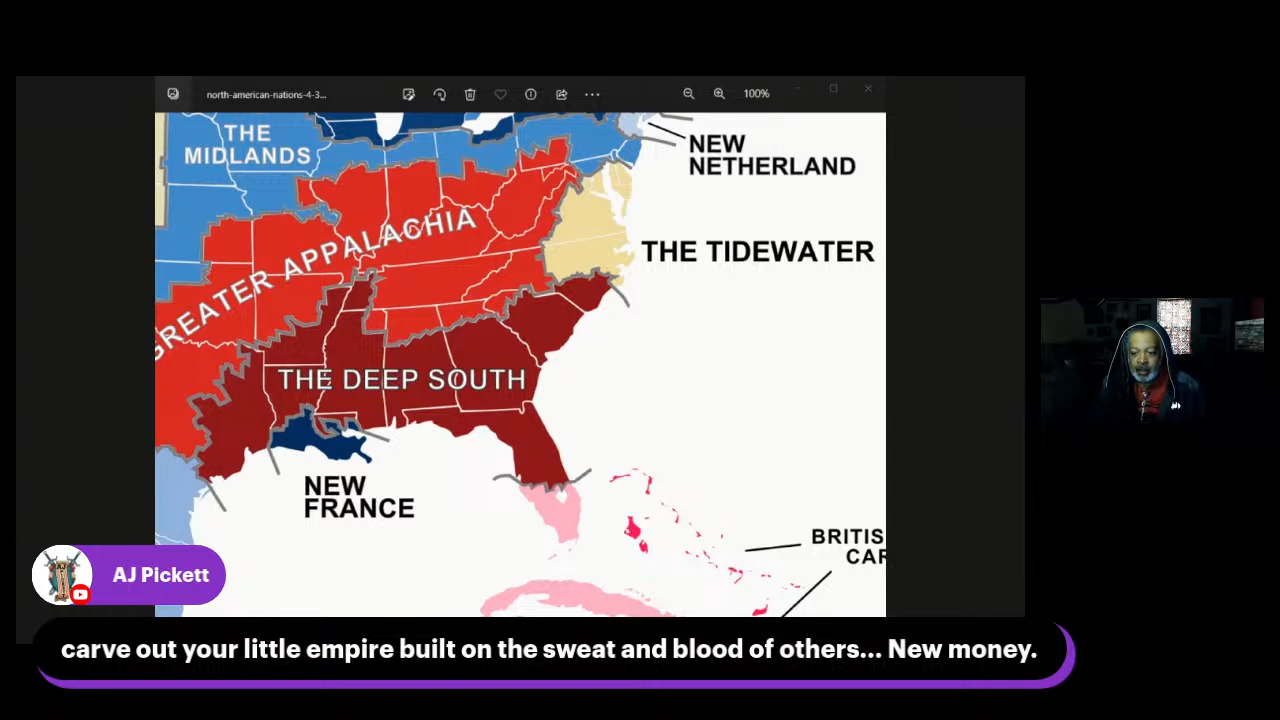 north-american-nations-4-3...
100%
THE
MIDLANDS
NEW
NETHERLAND
GREATER APPALACHIA
THE TIDEWATER
THE DEEP SOUTH
NEW
FRANCE
BRITIS
CAR
AJ Pickett
carve out your little empire built on the sweat and blood of others... New money.